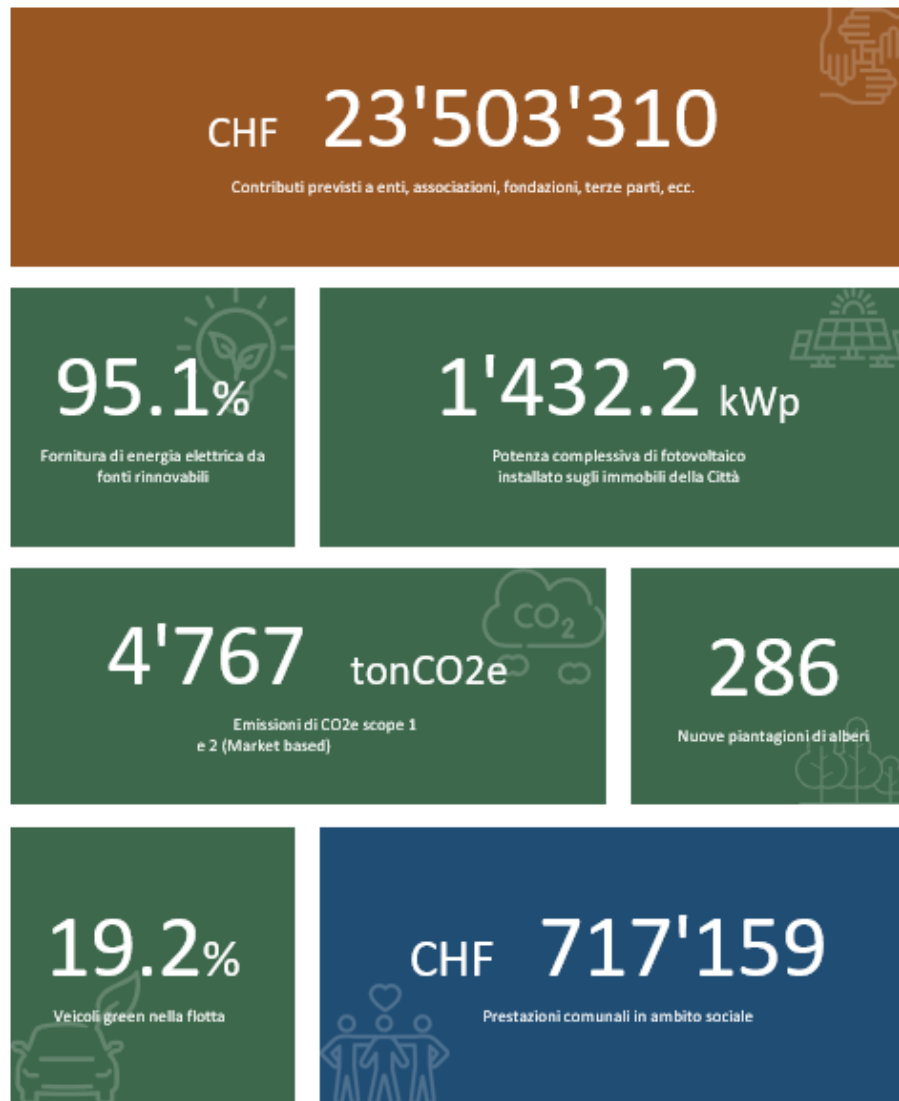 CHF 23'503'310
Contributi previsti a enti, associazioni, fondazioni, terze parti, ecc.
95.1%
Fornitura di energia elettrica da
fonti rinnovabili
1'432.2 kWp
Potenza complessiva di fotovoltaico
installato sugli immobili della Città
4'767 tonCO2e
Emissioni di CO2e scope 1
e 2 (Market based)
CO2
286
Nuove piantagioni di alberi
19.2%
Veicoli green nella flotta
CHF 717'159
Prestazioni comunali in ambito sociale